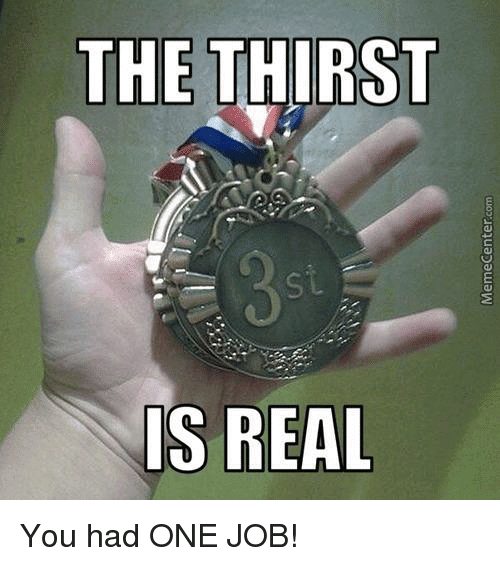 THE THIRST
3st
IS REAL
MemeCenter.com
You had ONE JOB!